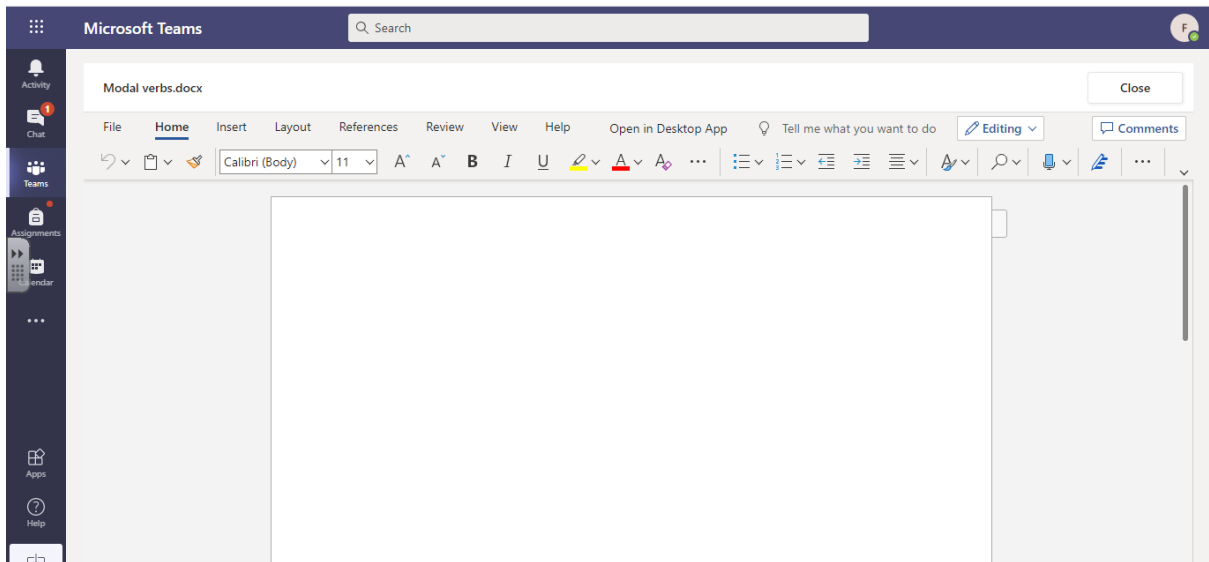 Microsoft Teams
Search
F
Activity
1
Chat
Teams
Assignments
Calendar
Apps
Help
Modal verbs.docx
Close
File Home Insert Layout References Review View Help Open in Desktop App Tell me what you want to do Editing Comments
Calibri (Body) 11 A A B I U A A